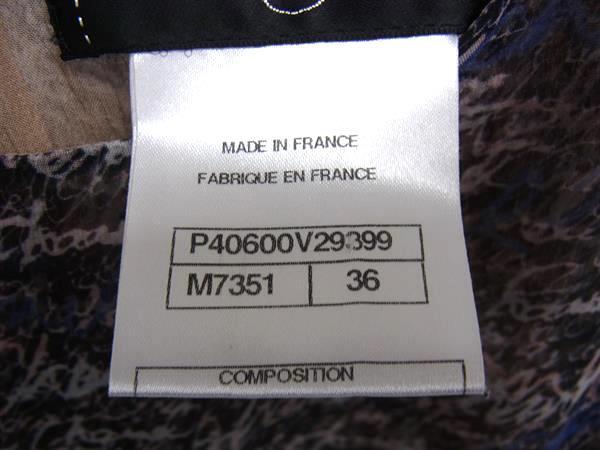 MADE IN FRANCE
FABRIQUE EN FRANCE
P40600V29399
M7351 36
COMPOSITION